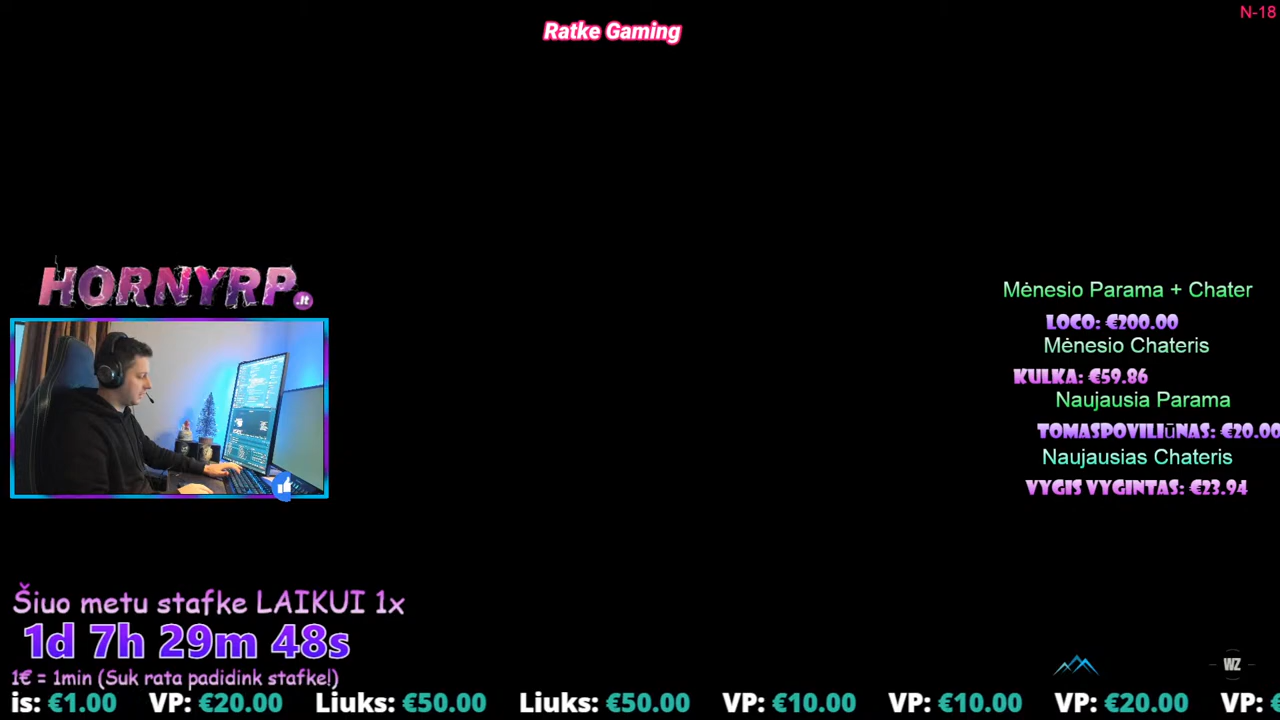 N-18
Ratke Gaming
HORNYRP.lt
Mėnesio Parama + Chater
LOCO: €200.00
Mėnesio Chateris
KULKA: €59.86
Naujausia Parama
TOMASPOVILIŪNAS: €20.00
Naujausias Chateris
VYGIS VYGINTAS: €23.94
Šiuo metu stafke LAIKUI 1x
1d 7h 29m 48s
1€ = 1min (Suk rata padidink stafke!)
WZ
is: €1.00 VP: €20.00 Liuks: €50.00 Liuks: €50.00 VP: €10.00 VP: €10.00 VP: €20.00 VP: €